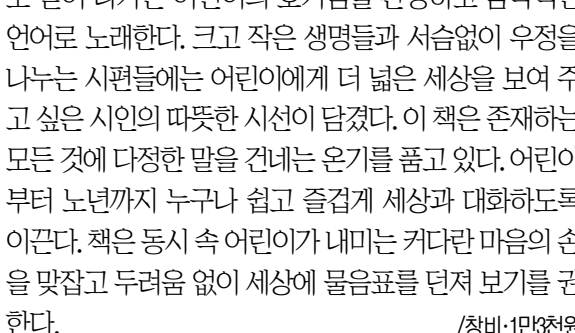 언어로 노래한다. 크고 작은 생명들과 서슴없이 우정을
나누는 시편들에는 어린이에게 더 넓은 세상을 보여 주
고 싶은 시인의 따뜻한 시선이 담겼다. 이 책은 존재하는
모든 것에 다정한 말을 건네는 온기를 품고 있다. 어린이
부터 노년까지 누구나 쉽고 즐겁게 세상과 대화하도록
이끈다. 책은 동시 속 어린이가 내미는 커다란 마음의 손
을 맞잡고 두려움 없이 세상에 물음표를 던져 보기를 권
한다. /창비·1만3천원